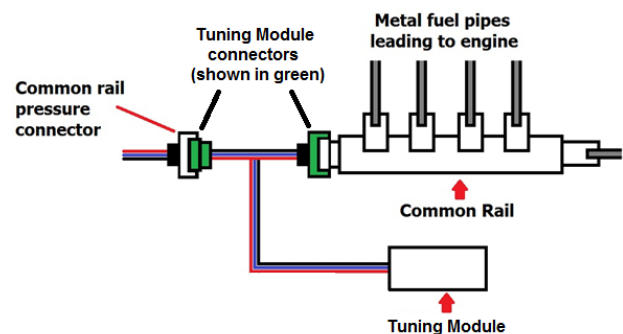 Tuning Module
connectors
(shown in green)
Metal fuel pipes
leading to engine
Common rail
pressure
connector
Common Rail
Tuning Module